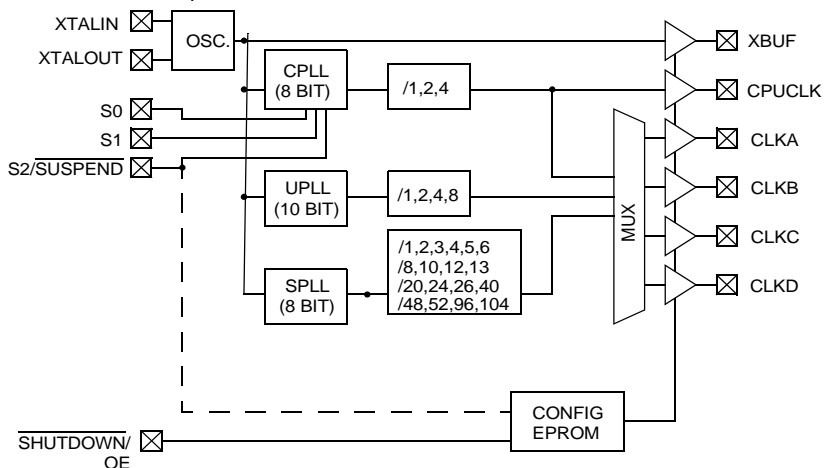 XTALIN
XTALOUT
OSC.
XBUF
CPLL
(8 BIT)
/1,2,4
CPUCLK
S0
S1
S2/SUSPEND
CLKA
UPLL
(10 BIT)
/1,2,4,8
MUX
CLKB
CLKC
SPLL
(8 BIT)
/1,2,3,4,5,6
/8,10,12,13
/20,24,26,40
/48,52,96,104
CLKD
CONFIG
EPROM
SHUTDOWN/
OE